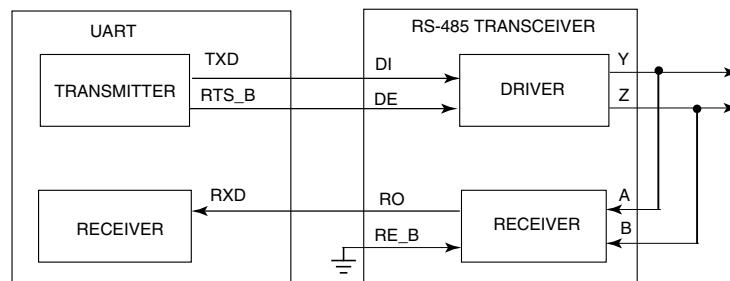 UART
RS-485 TRANSCEIVER
TXD
DI
Y
TRANSMITTER
DRIVER
RTS_B
DE
Z
RXD
RO
A
RECEIVER
RECEIVER
RE_B
B